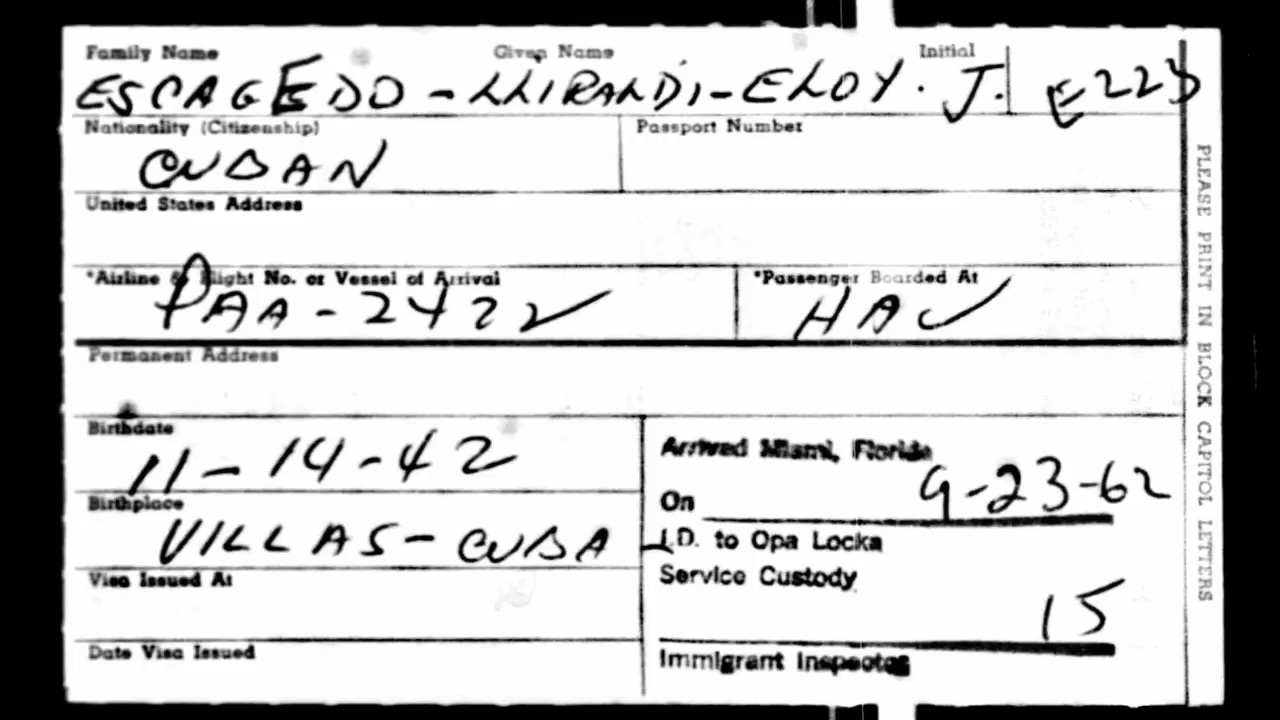 Family Name Given Name Initial
ESCAGEDO - LLIRALDI - ELOY. J. E223
Nationality (Citizenship) Passport Number
CUBAN
United States Address
*Airline & Flight No. or Vessel of Arrival *Passenger Boarded At
PAA - 2422 HAV
Permanent Address
Birthdate
11 - 14 - 42
Arrived Miami, Florida
On 9-23-62
Birthplace
VILLAS - CUBA
I.D. to Opa Locka
Service Custody
Visa Issued At
15
Date Visa Issued
Immigrant Inspector
PLEASE PRINT IN BLOCK CAPITOL LETTERS